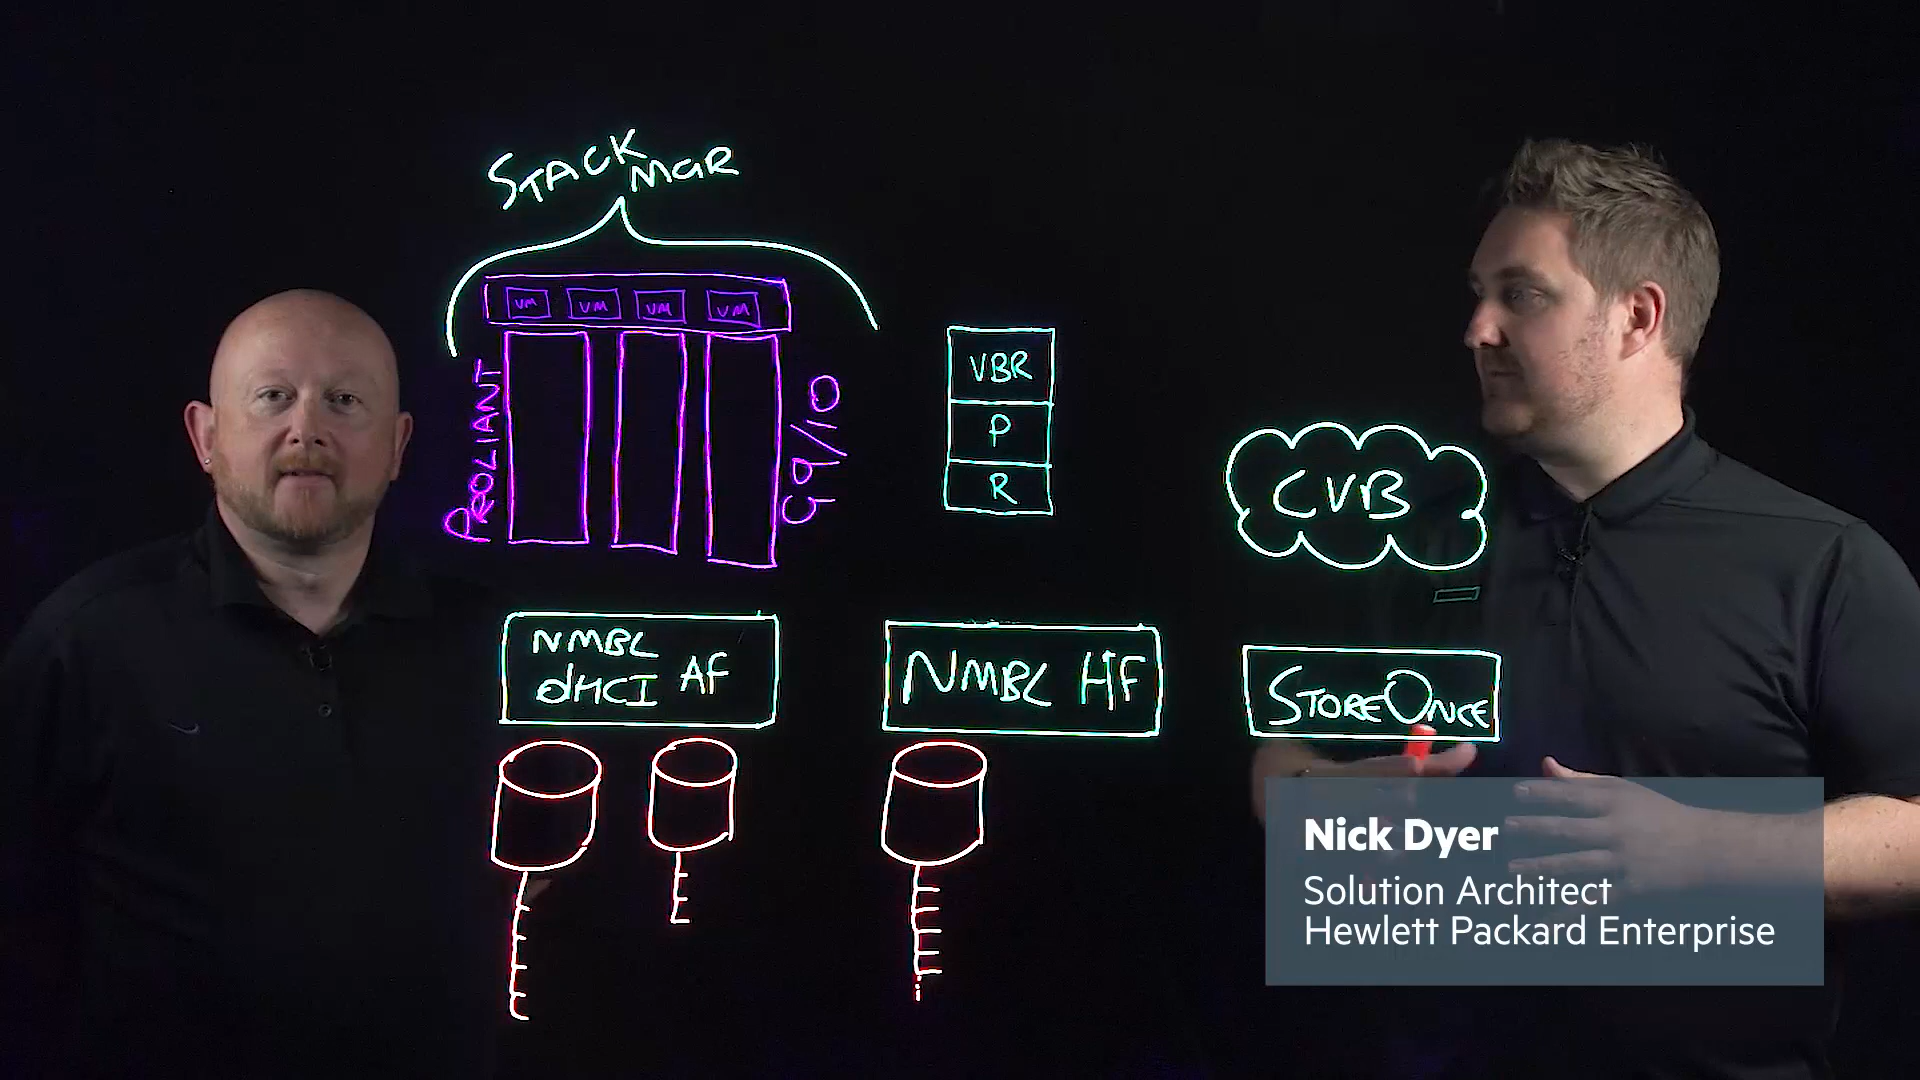 STACK
MGR
VM VM VM VM
PROLIANT
G9/10
VBR
P
R
CVB
NMBL
dHCI AF
NMBL HF
STOREONCE
Nick Dyer
Solution Architect
Hewlett Packard Enterprise